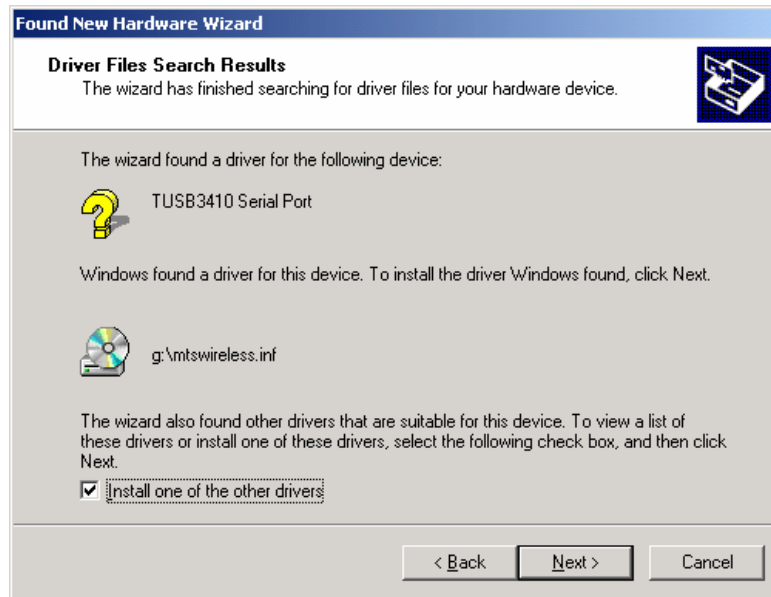 Found New Hardware Wizard
Driver Files Search Results
The wizard has finished searching for driver files for your hardware device.
The wizard found a driver for the following device:
TUSB3410 Serial Port
Windows found a driver for this device. To install the driver Windows found, click Next.
g:\mtswireless.inf
The wizard also found other drivers that are suitable for this device. To view a list of
these drivers or install one of these drivers, select the following check box, and then click
Next.
Install one of the other drivers
< Back
Next >
Cancel